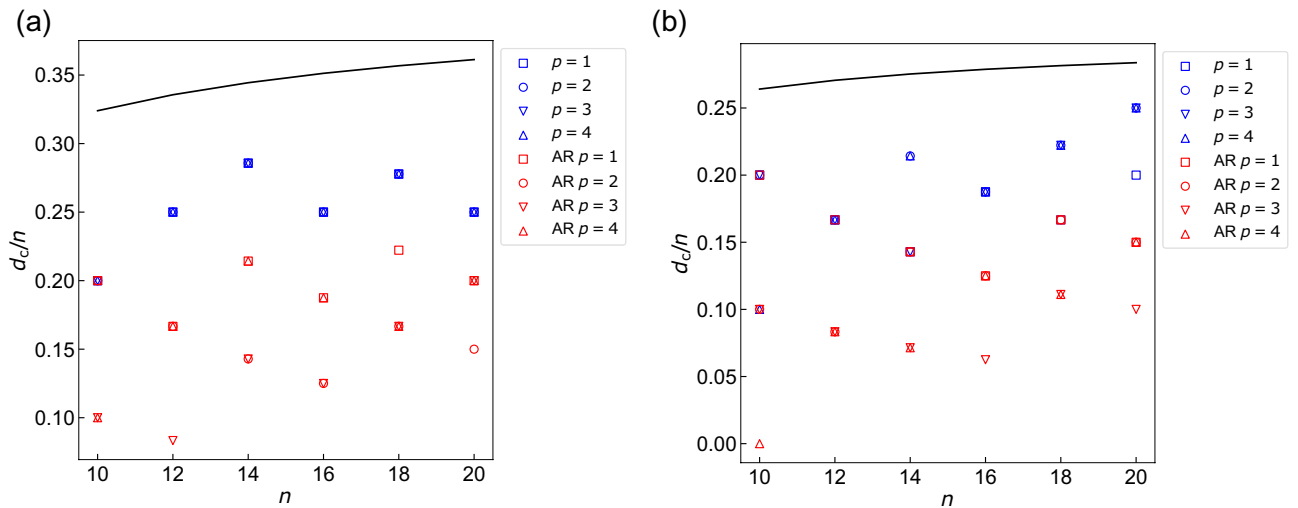 (a)
d_c/n
0.35
0.30
0.25
0.20
0.15
0.10
10 12 14 16 18 20
n
p = 1
p = 2
p = 3
p = 4
AR p = 1
AR p = 2
AR p = 3
AR p = 4
(b)
d_c/n
0.25
0.20
0.15
0.10
0.05
0.00
10 12 14 16 18 20
n
p = 1
p = 2
p = 3
p = 4
AR p = 1
AR p = 2
AR p = 3
AR p = 4